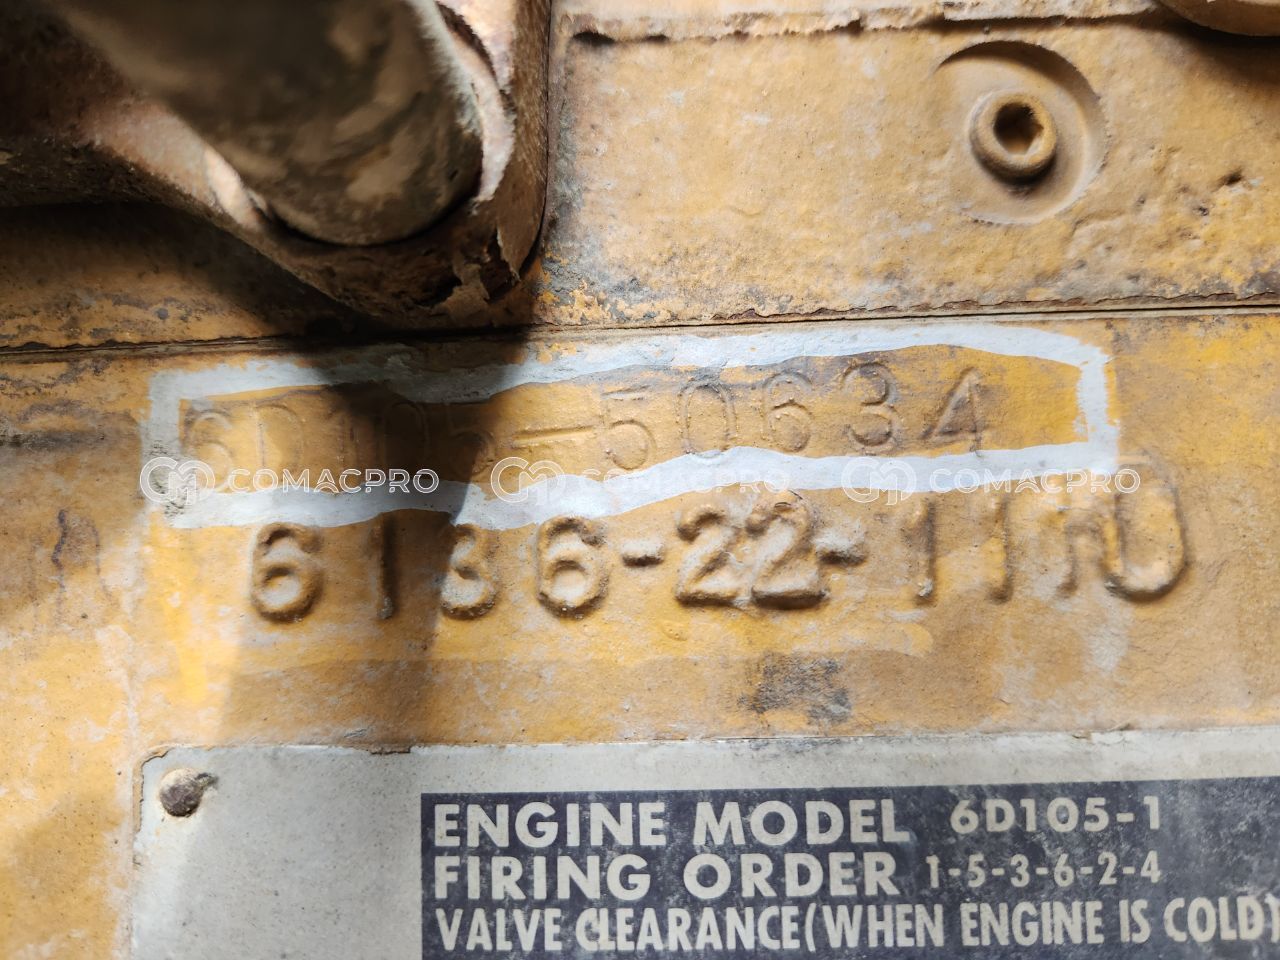 6D105-50634
COMACPRO COMACPRO COMACPRO
6136-22-1110
ENGINE MODEL 6D105-1
FIRING ORDER 1-5-3-6-2-4
VALVE CLEARANCE(WHEN ENGINE IS COLD)